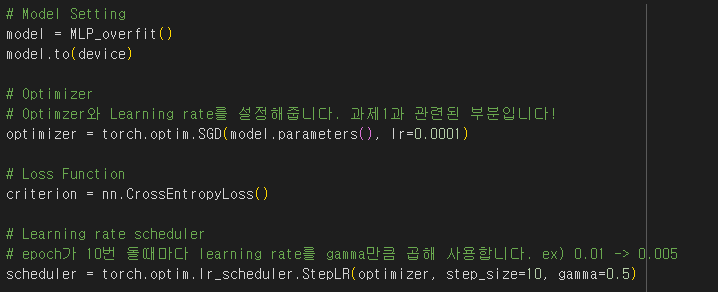 # Model Setting
model = MLP_overfit()
model.to(device)
# Optimizer
# Optimzer와 Learning rate를 설정해줍니다. 과제1과 관련된 부분입니다!
optimizer = torch.optim.SGD(model.parameters(), lr=0.0001)
# Loss Function
criterion = nn.CrossEntropyLoss()
# Learning rate scheduler
# epoch가 10번 돌때마다 learning rate를 gamma만큼 곱해 사용합니다. ex) 0.01 -> 0.005
scheduler = torch.optim.lr_scheduler.StepLR(optimizer, step_size=10, gamma=0.5)